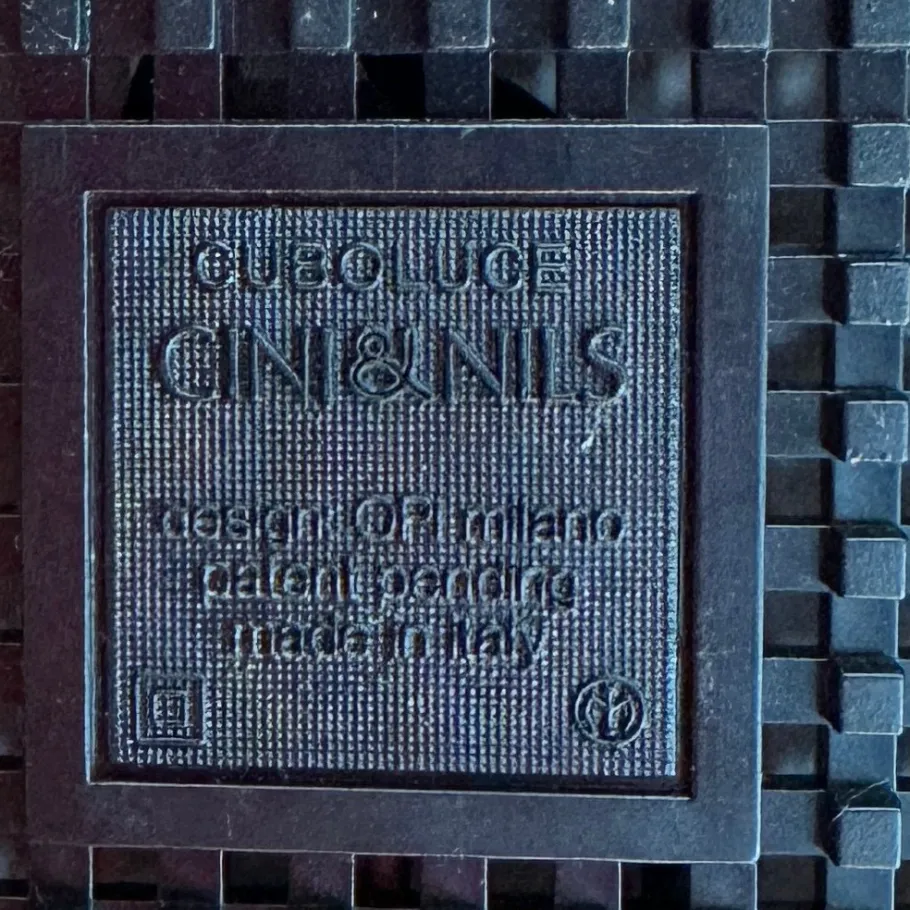 CUBOLUCE
CINI&NILS
design: OPI milano
patent pending
made in Italy